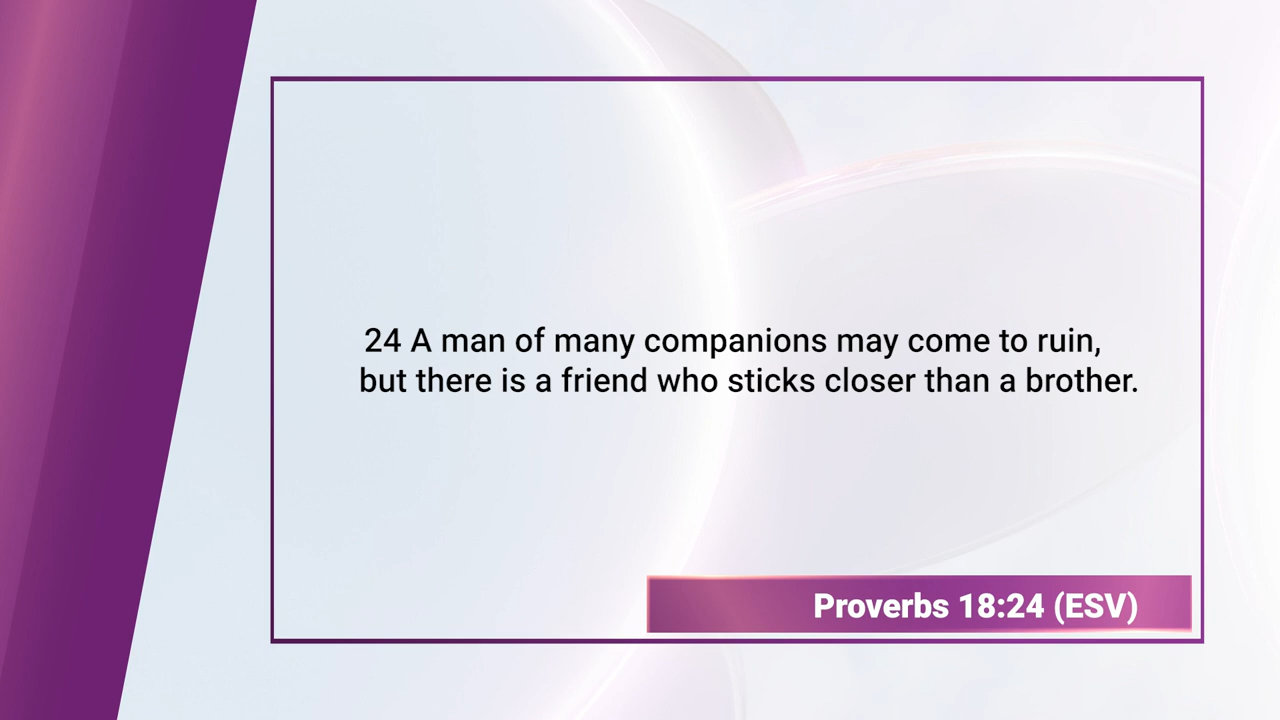 24 A man of many companions may come to ruin,
but there is a friend who sticks closer than a brother.
Proverbs 18:24 (ESV)